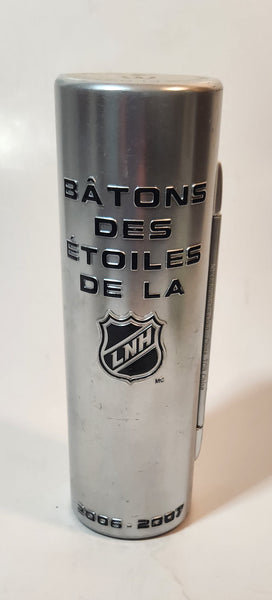 BÂTONS
DES
ÉTOILES
DE LA
LNH
MC
2006-2007